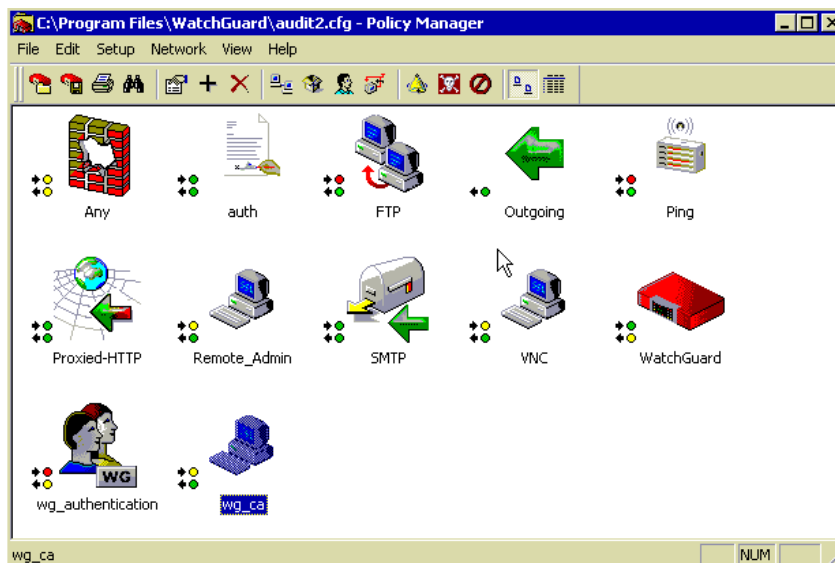 C:\Program Files\WatchGuard\audit2.cfg - Policy Manager
File Edit Setup Network View Help
Any auth FTP Outgoing Ping
Proxied-HTTP Remote_Admin SMTP VNC WatchGuard
WG
wg_authentication wg_ca
wg_ca NUM